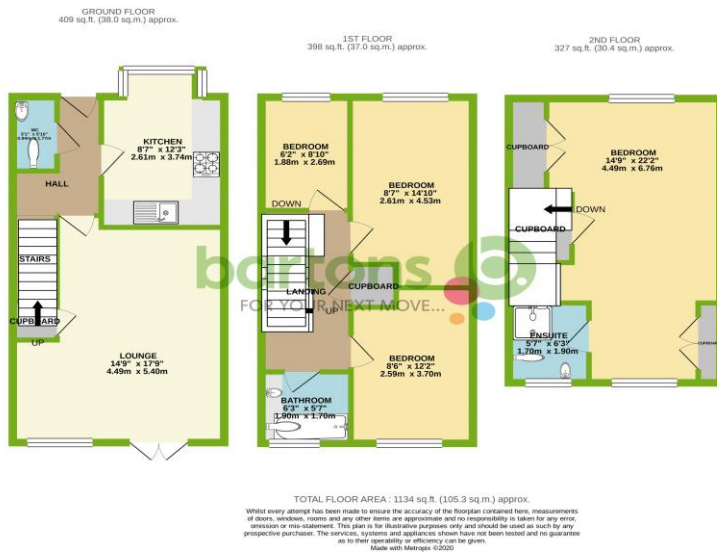 GROUND FLOOR
409 sq.ft. (38.0 sq.m.) approx.
WC
KITCHEN
8'7" x 12'3"
2.61m x 3.74m
HALL
STAIRS
CUPBOARD
UP
LOUNGE
14'9" x 17'9"
4.49m x 5.40m
1ST FLOOR
398 sq.ft. (37.0 sq.m.) approx.
BEDROOM
6'2" x 8'10"
1.88m x 2.69m
BEDROOM
8'7" x 14'10"
2.61m x 4.53m
DOWN
LANDING
CUPBOARD
UP
BEDROOM
8'6" x 12'2"
2.59m x 3.70m
BATHROOM
6'3" x 5'7"
1.90m x 1.70m
2ND FLOOR
327 sq.ft. (30.4 sq.m.) approx.
CUPBOARD
BEDROOM
14'9" x 22'2"
4.49m x 6.76m
DOWN
CUPBOARD
ENSUITE
5'7" x 6'3"
1.70m x 1.90m
CUPBOARD
bartons b
FOR YOUR NEXT MOVE...
TOTAL FLOOR AREA : 1134 sq.ft. (105.3 sq.m.) approx.
Whilst every attempt has been made to ensure the accuracy of the floorplan contained here, measurements
of doors, windows, rooms and any other items are approximate and no responsibility is taken for any error,
omission or mis-statement. This plan is for illustrative purposes only and should be used as such by any
prospective purchaser. The services, systems and appliances shown have not been tested and no guarantee
as to their operability or efficiency can be given.
Made with Metropix ©2020